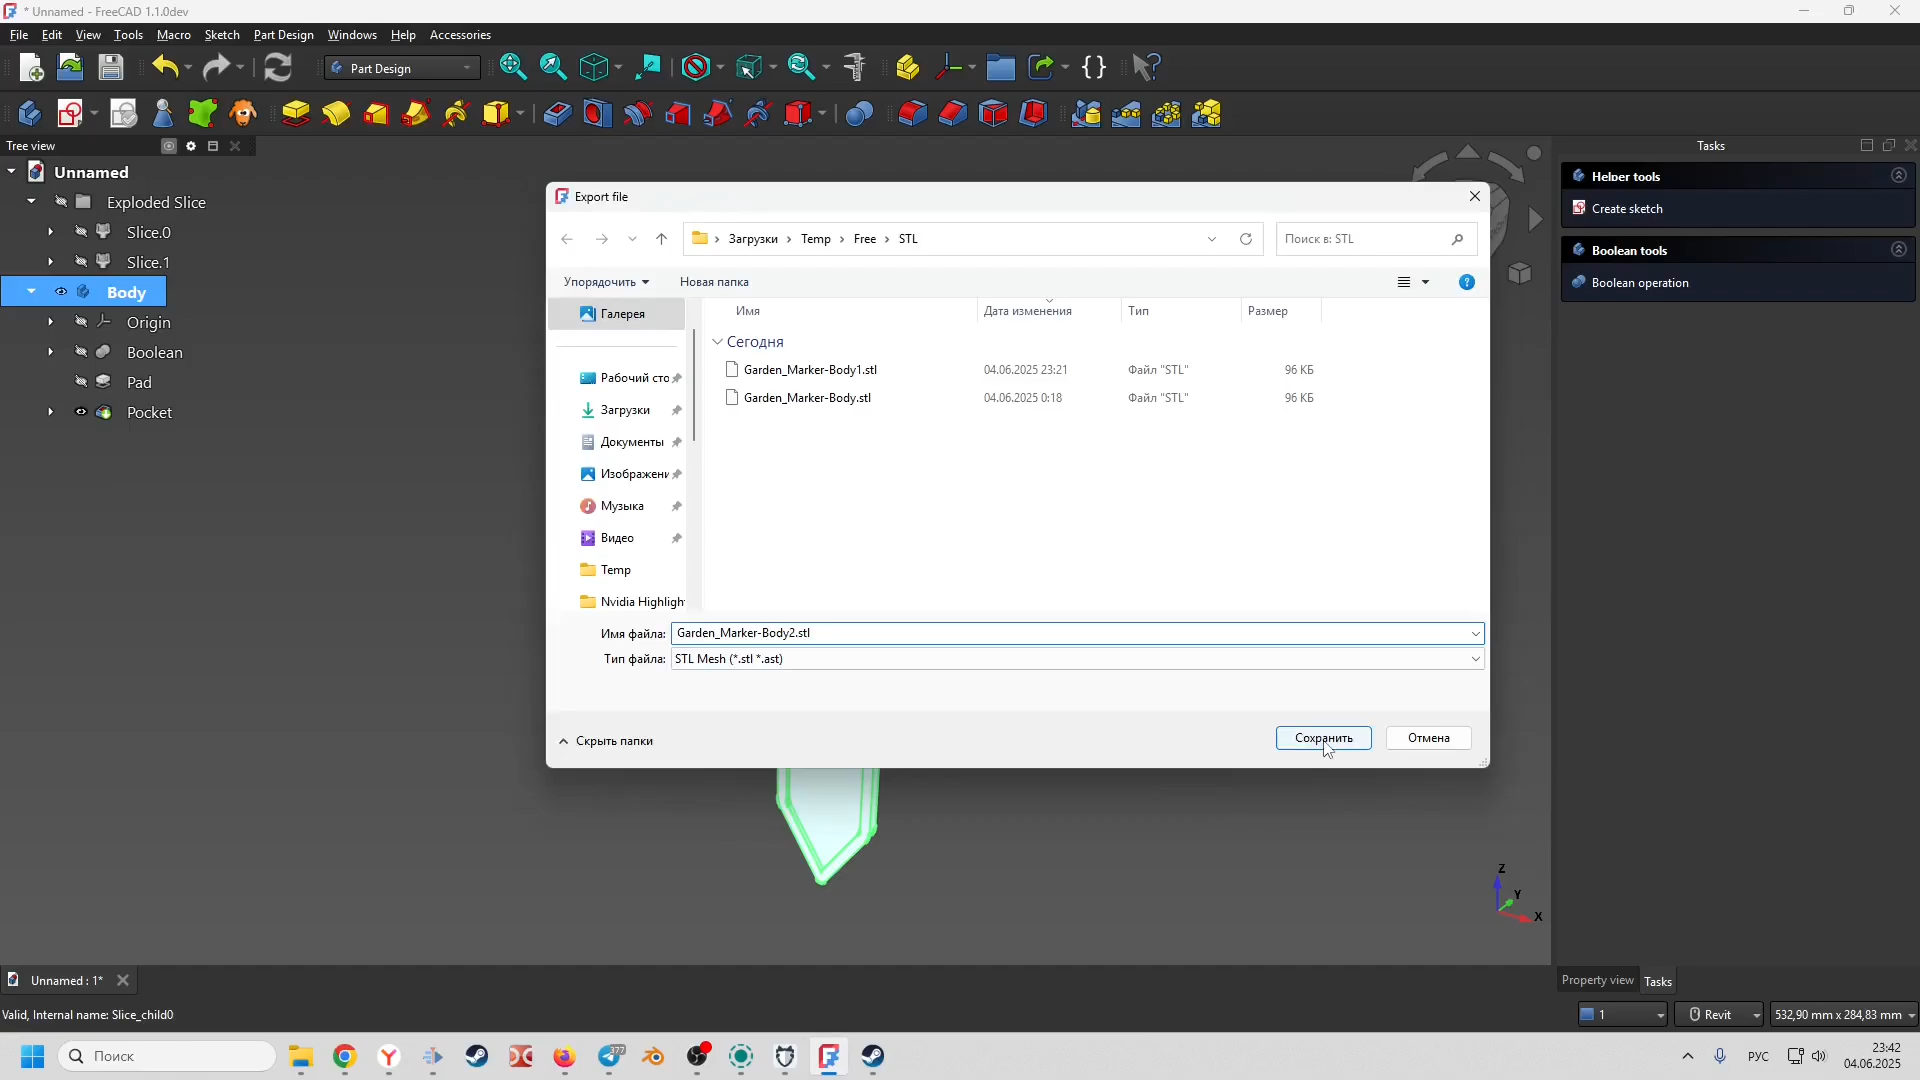 * Unnamed - FreeCAD 1.1.0dev
File Edit View Tools Macro Sketch Part Design Windows Help Accessories
Part Design
Tree view
Tasks
Unnamed
Exploded Slice
Slice.0
Slice.1
Body
Origin
Boolean
Pad
Pocket
Export file
Загрузки › Temp › Free › STL
Поиск в: STL
Упорядочить
Новая папка
Галерея
Рабочий сто
Загрузки
Документы
Изображени
Музыка
Видео
Temp
Nvidia Highligh
Имя Дата изменения Тип Размер
Сегодня
Garden_Marker-Body1.stl 04.06.2025 23:21 Файл "STL" 96 КБ
Garden_Marker-Body.stl 04.06.2025 0:18 Файл "STL" 96 КБ
Имя файла: Garden_Marker-Body2.stl
Тип файла: STL Mesh (*.stl *.ast)
Скрыть папки
Сохранить
Отмена
Helper tools
Create sketch
Boolean tools
Boolean operation
Z
Y
X
Unnamed : 1*
Property view
Tasks
Valid, Internal name: Slice_child0
1
Revit
532,90 mm x 284,83 mm
Поиск
377
РУС
23:42
04.06.2025